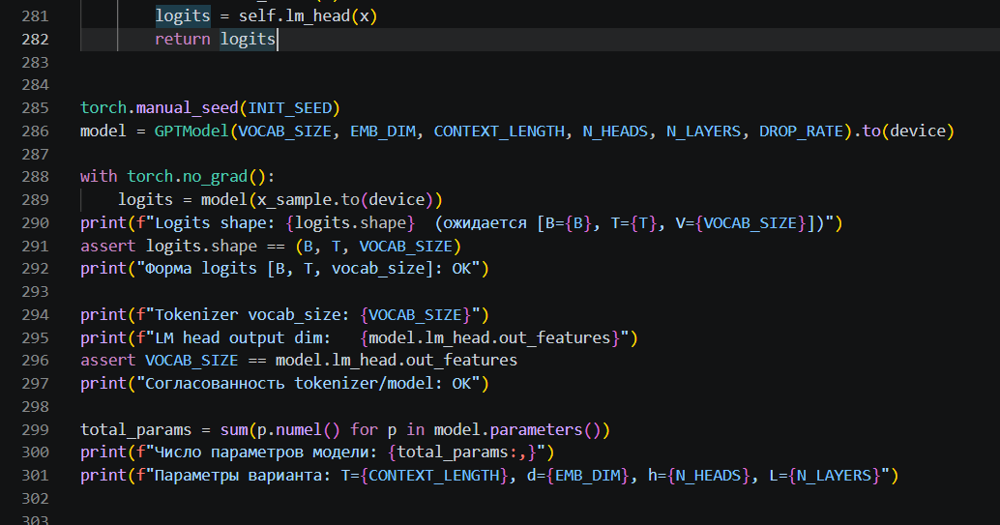 281 logits = self.lm_head(x)
282 return logits
283
284
285 torch.manual_seed(INIT_SEED)
286 model = GPTModel(VOCAB_SIZE, EMB_DIM, CONTEXT_LENGTH, N_HEADS, N_LAYERS, DROP_RATE).to(device)
287
288 with torch.no_grad():
289     logits = model(x_sample.to(device))
290 print(f"Logits shape: {logits.shape}  (ожидается [B={B}, T={T}, V={VOCAB_SIZE}])")
291 assert logits.shape == (B, T, VOCAB_SIZE)
292 print("Форма logits [B, T, vocab_size]: OK")
293
294 print(f"Tokenizer vocab_size: {VOCAB_SIZE}")
295 print(f"LM head output dim:   {model.lm_head.out_features}")
296 assert VOCAB_SIZE == model.lm_head.out_features
297 print("Согласованность tokenizer/model: OK")
298
299 total_params = sum(p.numel() for p in model.parameters())
300 print(f"Число параметров модели: {total_params:,}")
301 print(f"Параметры варианта: T={CONTEXT_LENGTH}, d={EMB_DIM}, h={N_HEADS}, L={N_LAYERS}")
302
303